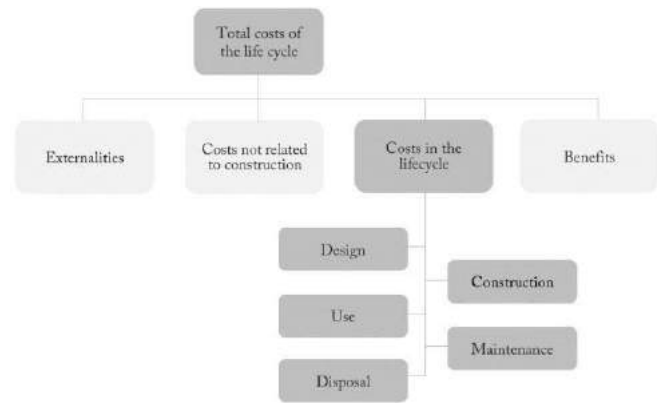 Total costs of
the life cycle
Externalities
Costs not related
to construction
Costs in the
lifecycle
Benefits
Design
Construction
Use
Maintenance
Disposal